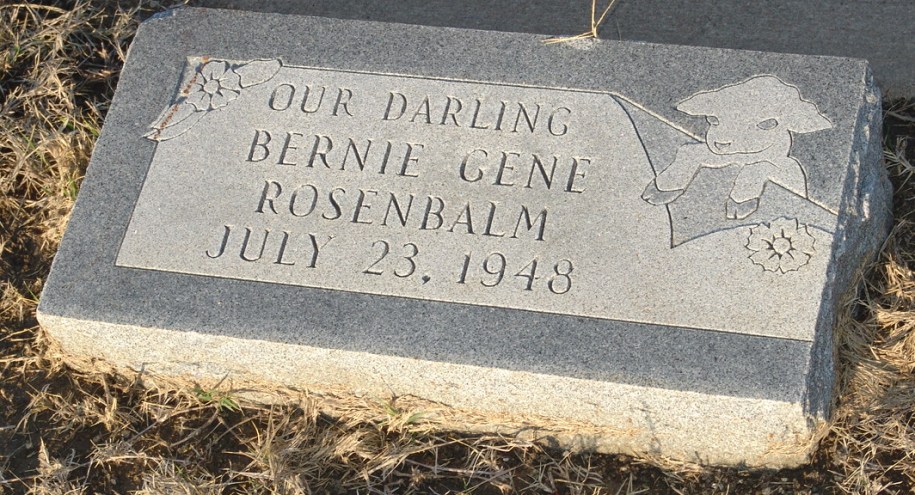 OUR DARLING
BERNIE GENE
ROSENBALM
JULY 23, 1948